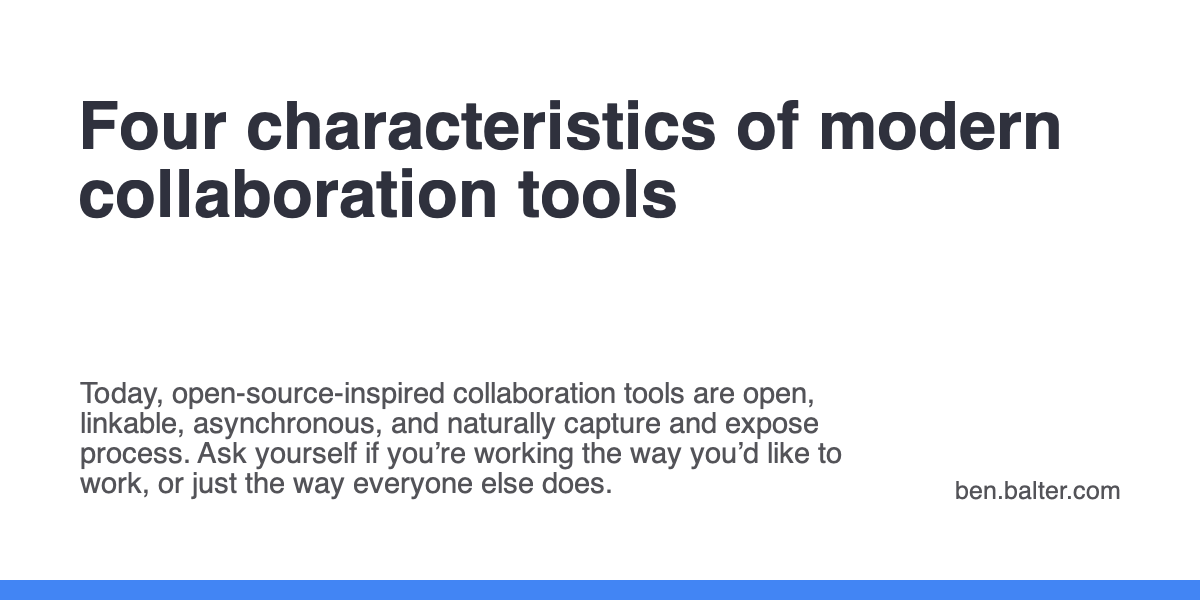 Four characteristics of modern
collaboration tools
Today, open-source-inspired collaboration tools are open,
linkable, asynchronous, and naturally capture and expose
process. Ask yourself if you’re working the way you’d like to
work, or just the way everyone else does.
ben.balter.com